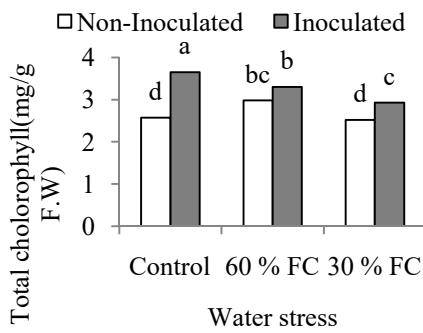 Non-Inoculated Inoculated
Total cholorophyll(mg/g
F.W)
4
3
2
1
0
d a bc b d c
Control 60 % FC 30 % FC
Water stress